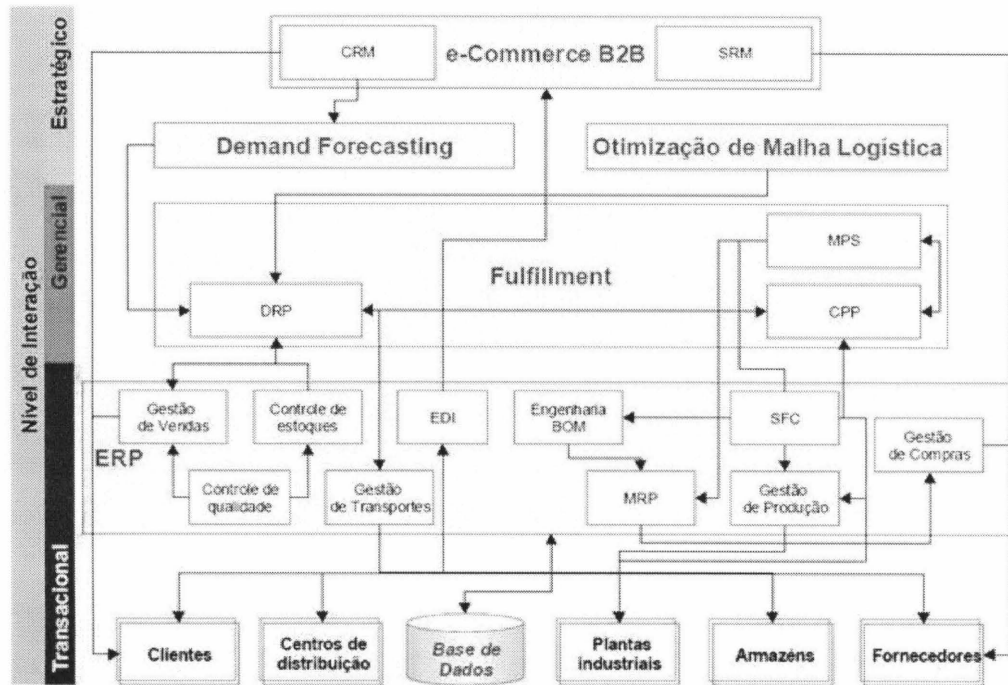 Nível de Interação
Estratégico
Gerencial
Transacional
CRM
e-Commerce B2B
SRM
Demand Forecasting
Otimização de Malha Logística
MPS
Fulfillment
DRP
CPP
ERP
Gestão
de Vendas
Controle de
estoques
EDI
Engenharia
BOM
SFC
Gestão
de Compras
Controle de
qualidade
Gestão
de Transportes
MRP
Gestão
de Produção
Clientes
Centros de
distribuição
Base de
Dados
Plantas
industriais
Armazéns
Fornecedores